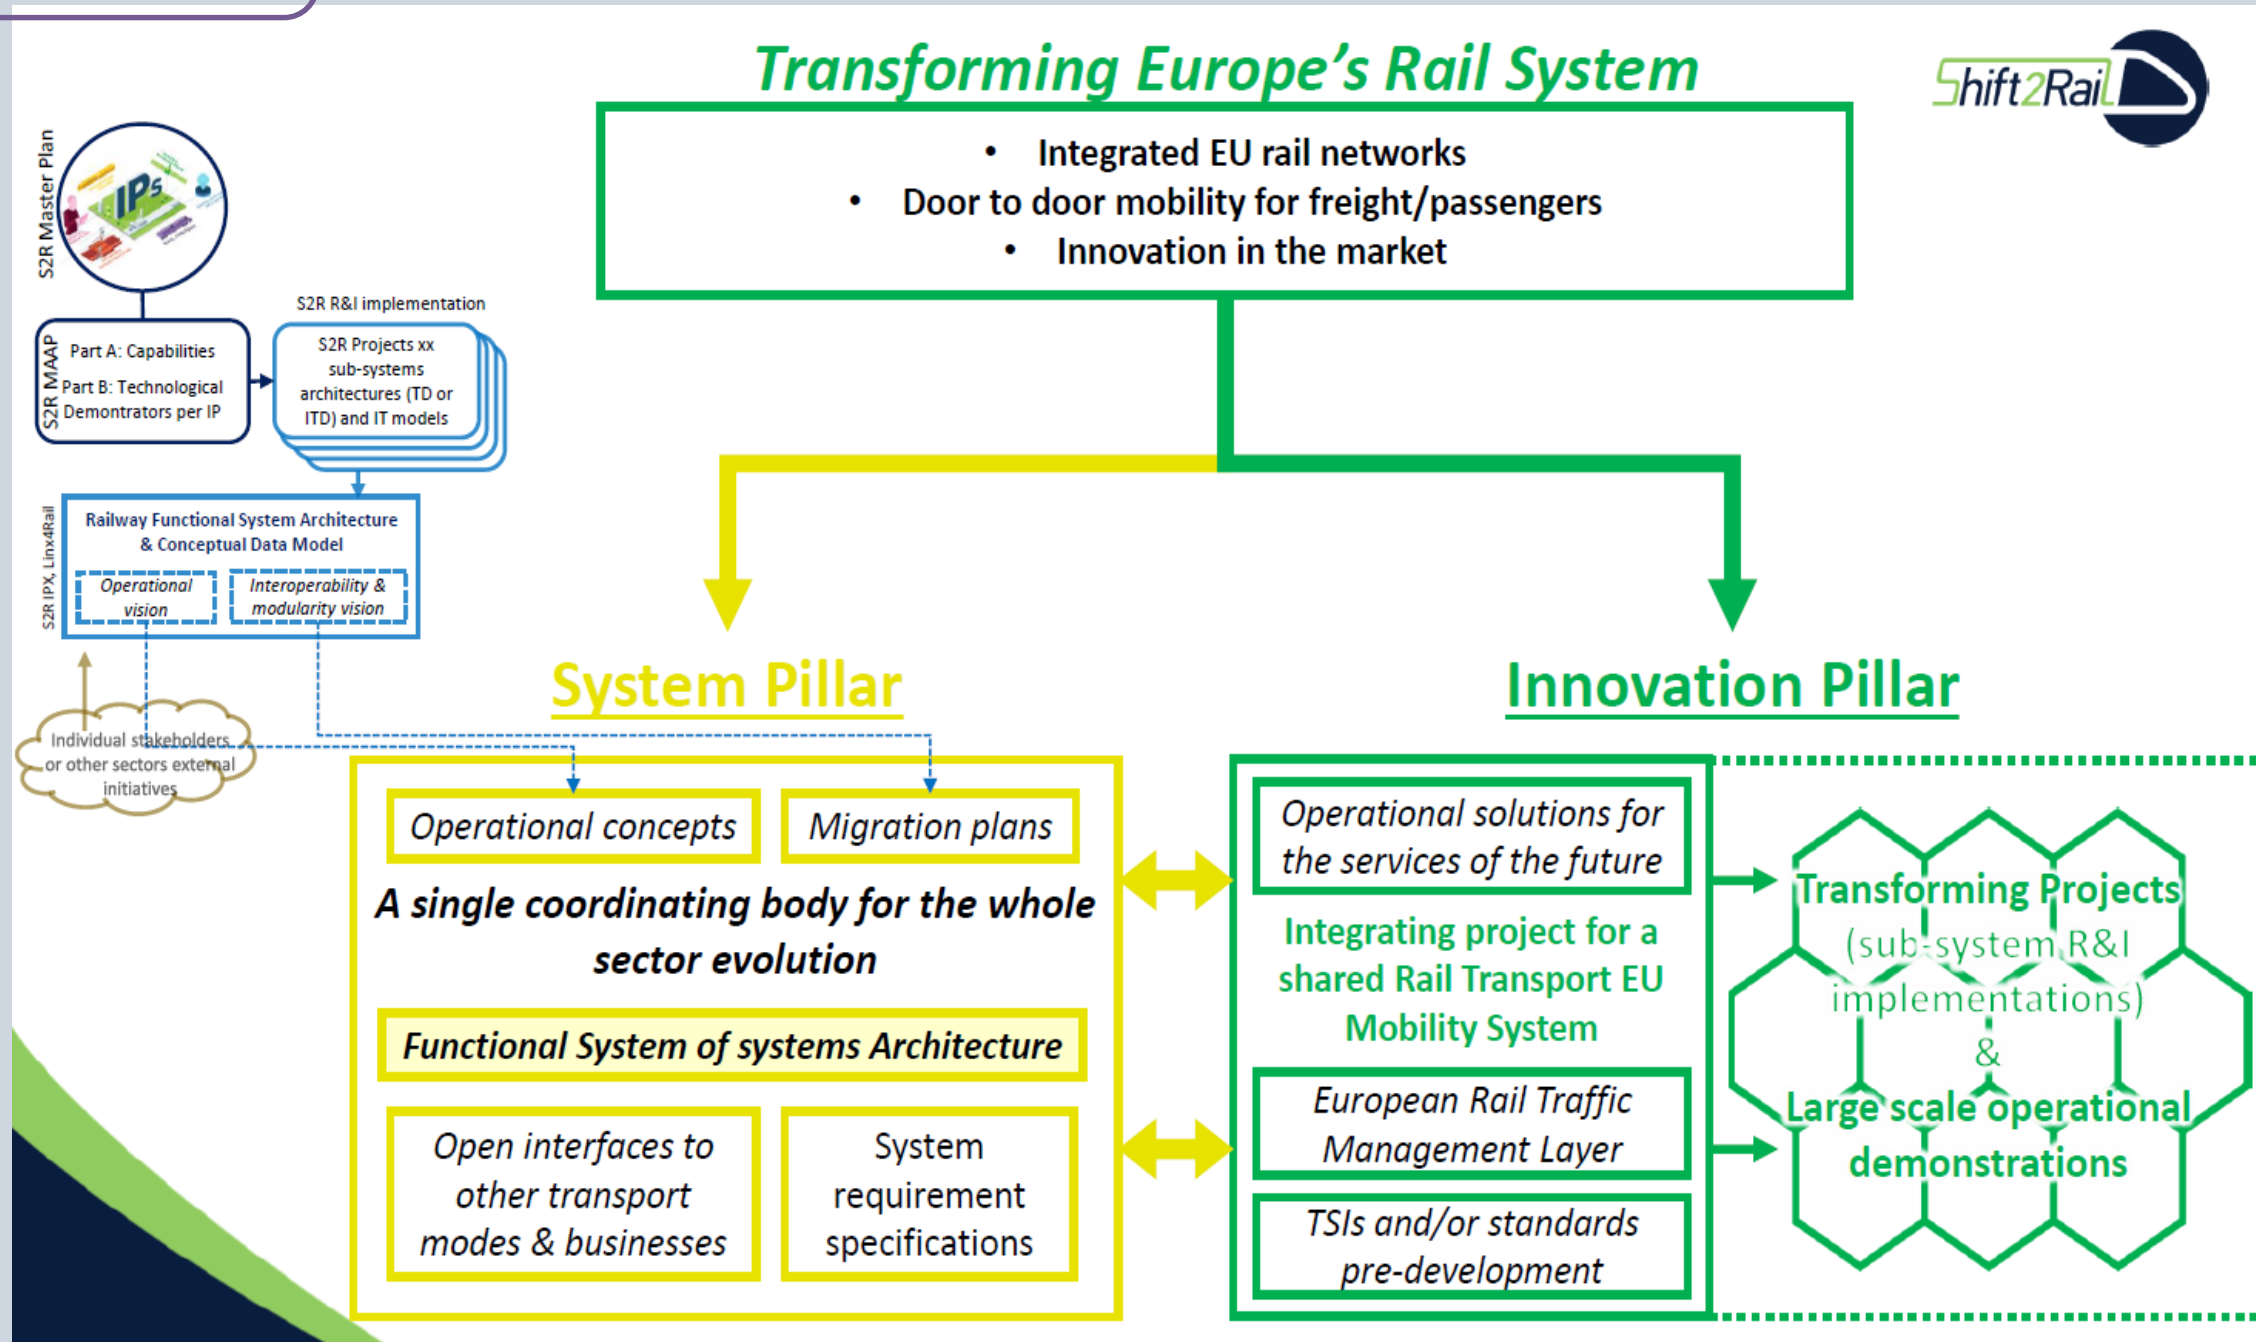 Transforming Europe's Rail System
Shift2Rail
• Integrated EU rail networks
• Door to door mobility for freight/passengers
• Innovation in the market
S2R Master Plan
IPs
S2R MAAP
Part A: Capabilities
Part B: Technological
Demontrators per IP
S2R R&I implementation
S2R Projects xx
sub-systems
architectures (TD or
ITD) and IT models
S2R IPX, Linx4Rail
Railway Functional System Architecture
& Conceptual Data Model
Operational
vision
Interoperability &
modularity vision
Individual stakeholders
or other sectors external
initiatives
System Pillar
Operational concepts
Migration plans
A single coordinating body for the whole
sector evolution
Functional System of systems Architecture
Open interfaces to
other transport
modes & businesses
System
requirement
specifications
Innovation Pillar
Operational solutions for
the services of the future
Integrating project for a
shared Rail Transport EU
Mobility System
European Rail Traffic
Management Layer
TSIs and/or standards
pre-development
Transforming Projects
(sub-system R&I
implementations)
&
Large scale operational
demonstrations